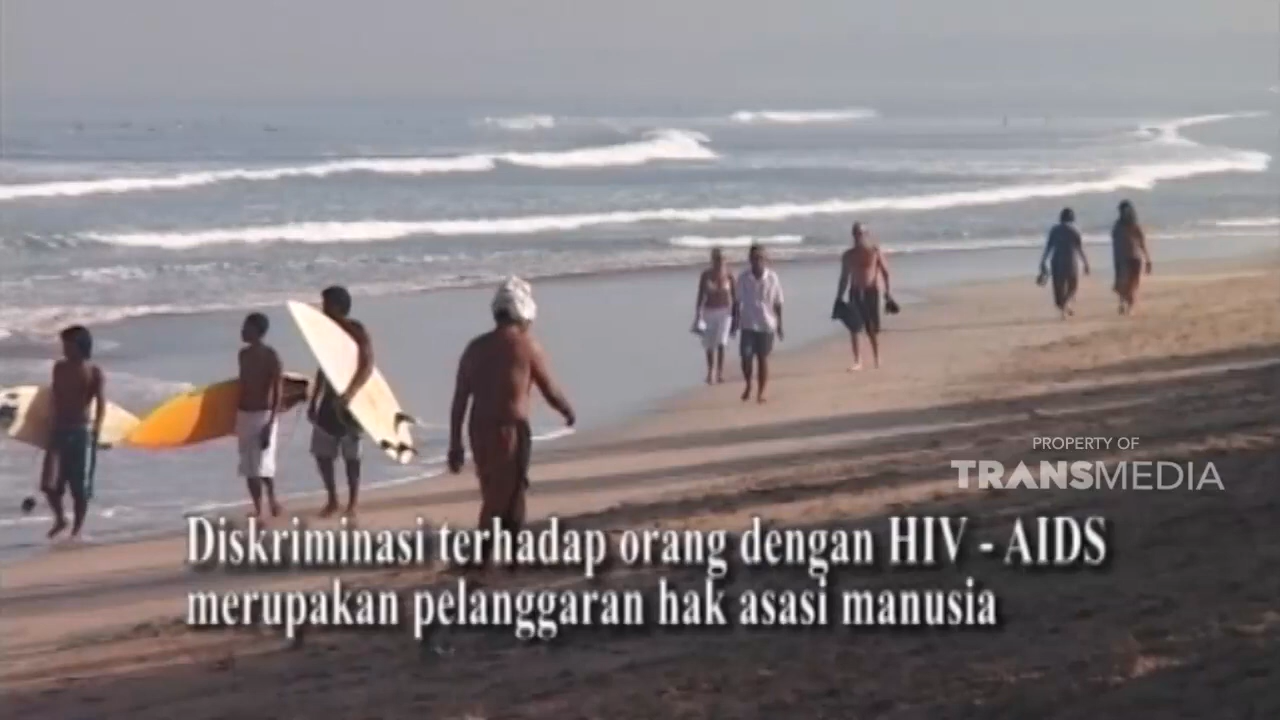 PROPERTY OF
TRANSMEDIA
Diskriminasi terhadap orang dengan HIV - AIDS
merupakan pelanggaran hak asasi manusia